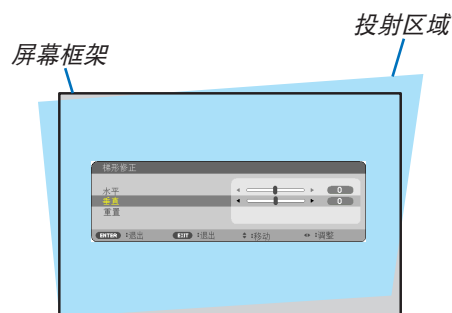 投射区域
屏幕框架
梯形修正
水平 0
垂直 0
重置
ENTER :退出 EXIT :退出 :移动 :调整